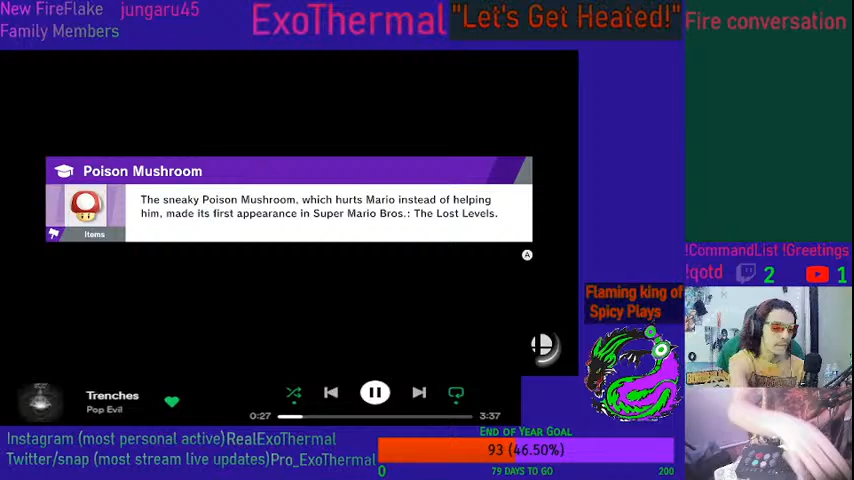 New FireFlake
Family Members
jungaru45
ExoThermal
"Let's Get Heated!"
Fire conversation
Poison Mushroom
The sneaky Poison Mushroom, which hurts Mario instead of helping
him, made its first appearance in Super Mario Bros.: The Lost Levels.
Items
A
!CommandList !Greetings
!qotd
2
1
Flaming king of
Spicy Plays
Trenches
Pop Evil
0:27
3:37
Instagram (most personal active)RealExoThermal
Twitter/snap (most stream live updates)Pro_ExoThermal
End of Year Goal
93 (46.50%)
0
79 DAYS TO GO
200